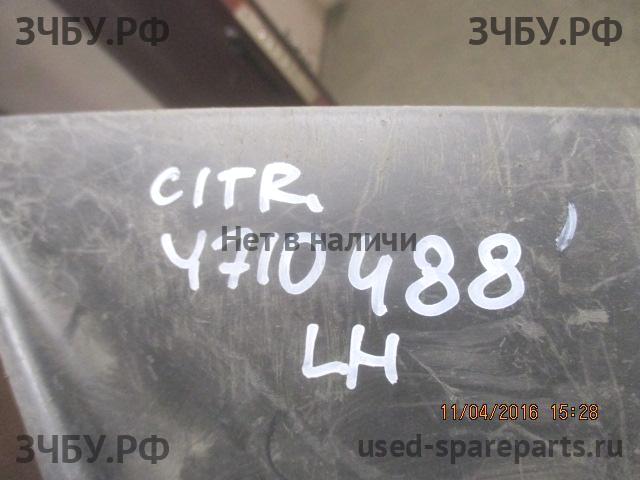 ЗЧБУ.РФ ЗЧБУ.РФ
CITR.
Нет в наличи
4710488
LH
11/04/2016 15:28
ЗЧБУ.РФ used-spareparts.ru